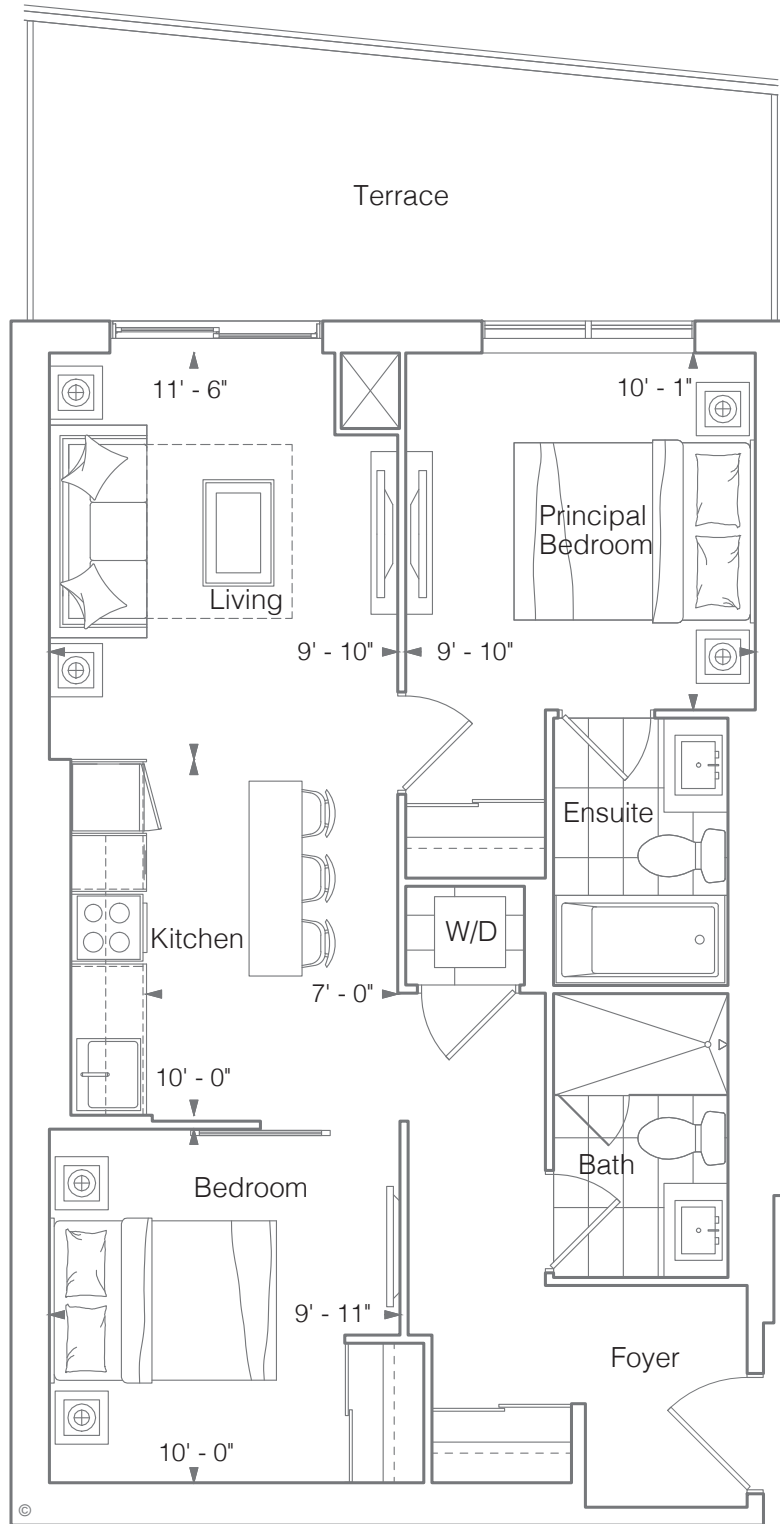 Terrace
11' - 6"
10' - 1"
Principal
Bedroom
Living
9' - 10"
9' - 10"
Ensuite
Kitchen
W/D
7' - 0"
10' - 0"
Bath
Bedroom
9' - 11"
Foyer
10' - 0"
©